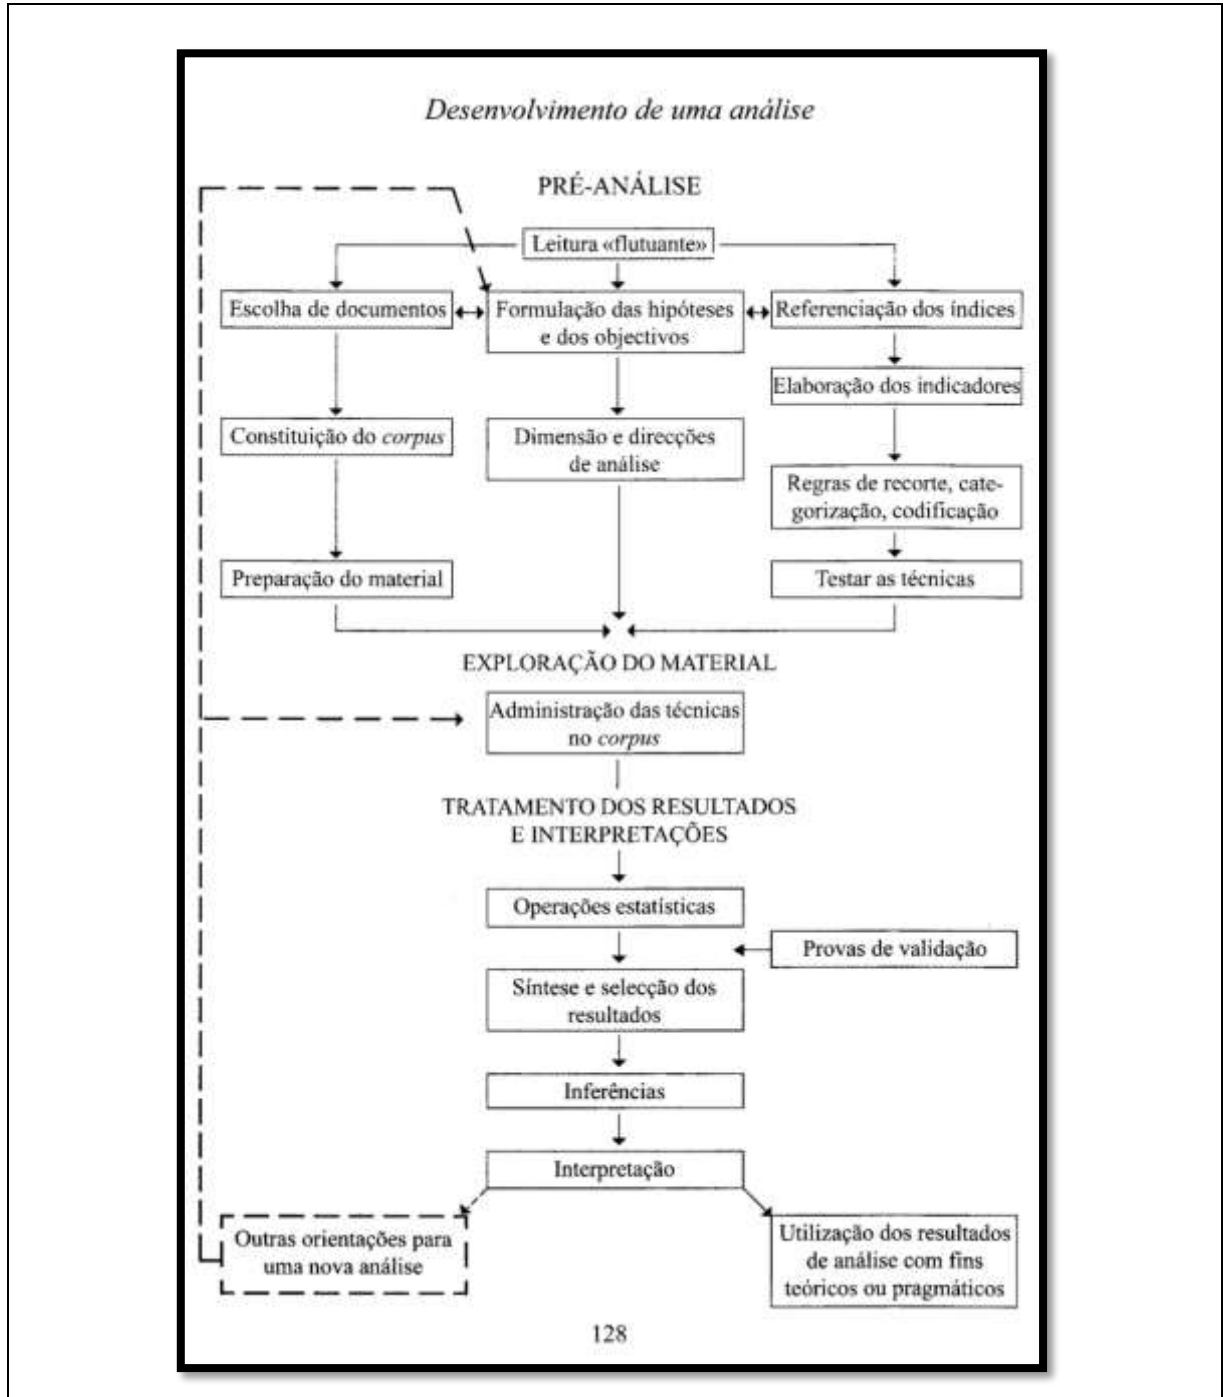 Desenvolvimento de uma análise
PRÉ-ANÁLISE
Leitura «flutuante»
Escolha de documentos
Formulação das hipóteses
e dos objectivos
Referenciação dos índices
Elaboração dos indicadores
Constituição do corpus
Dimensão e direcções
de análise
Regras de recorte, cate-
gorização, codificação
Preparação do material
Testar as técnicas
EXPLORAÇÃO DO MATERIAL
Administração das técnicas
no corpus
TRATAMENTO DOS RESULTADOS
E INTERPRETAÇÕES
Operações estatísticas
Provas de validação
Síntese e selecção dos
resultados
Inferências
Interpretação
Outras orientações para
uma nova análise
Utilização dos resultados
de análise com fins
teóricos ou pragmáticos
128